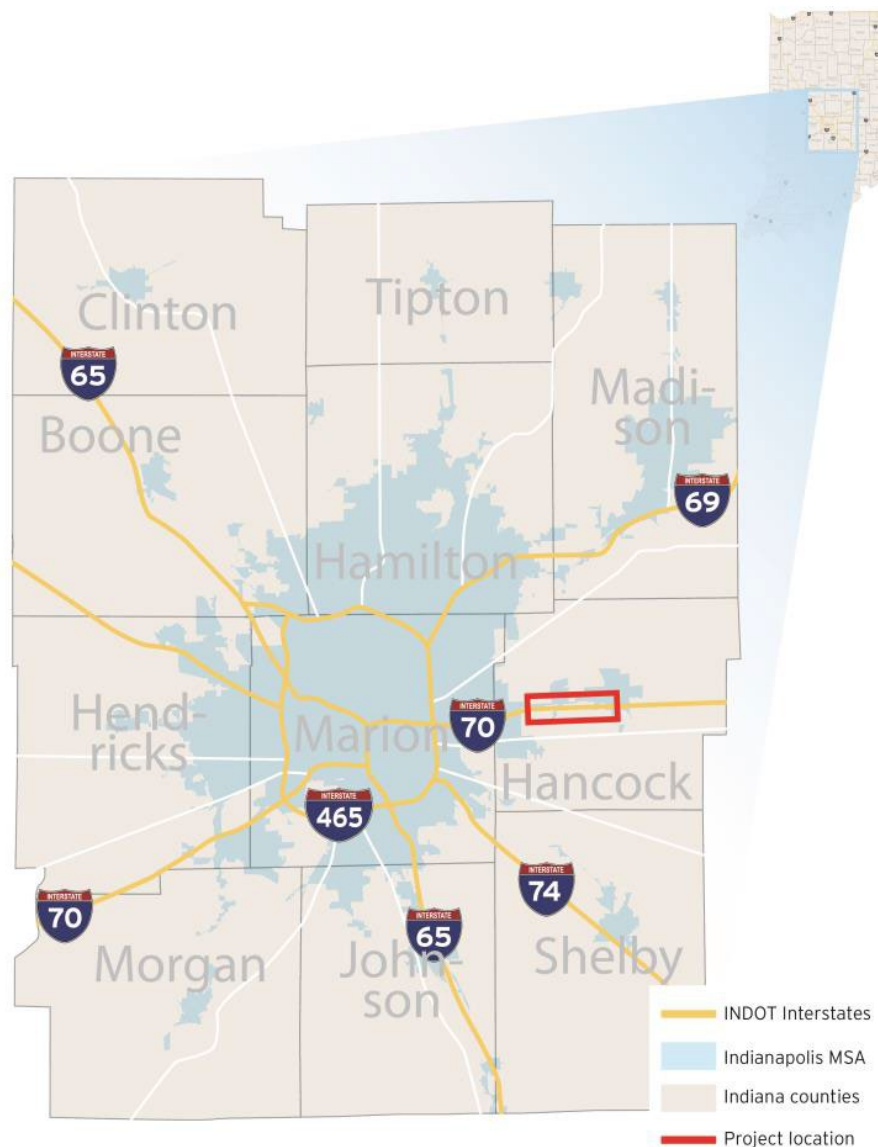 Clinton
Tipton
INTERSTATE
65
Madi-
son
Boone
INTERSTATE
69
Hamilton
Hend-
ricks
Marion
INTERSTATE
70
Hancock
INTERSTATE
465
INTERSTATE
70
INTERSTATE
74
INTERSTATE
65
Morgan
John-
son
Shelby
INDOT Interstates
Indianapolis MSA
Indiana counties
Project location